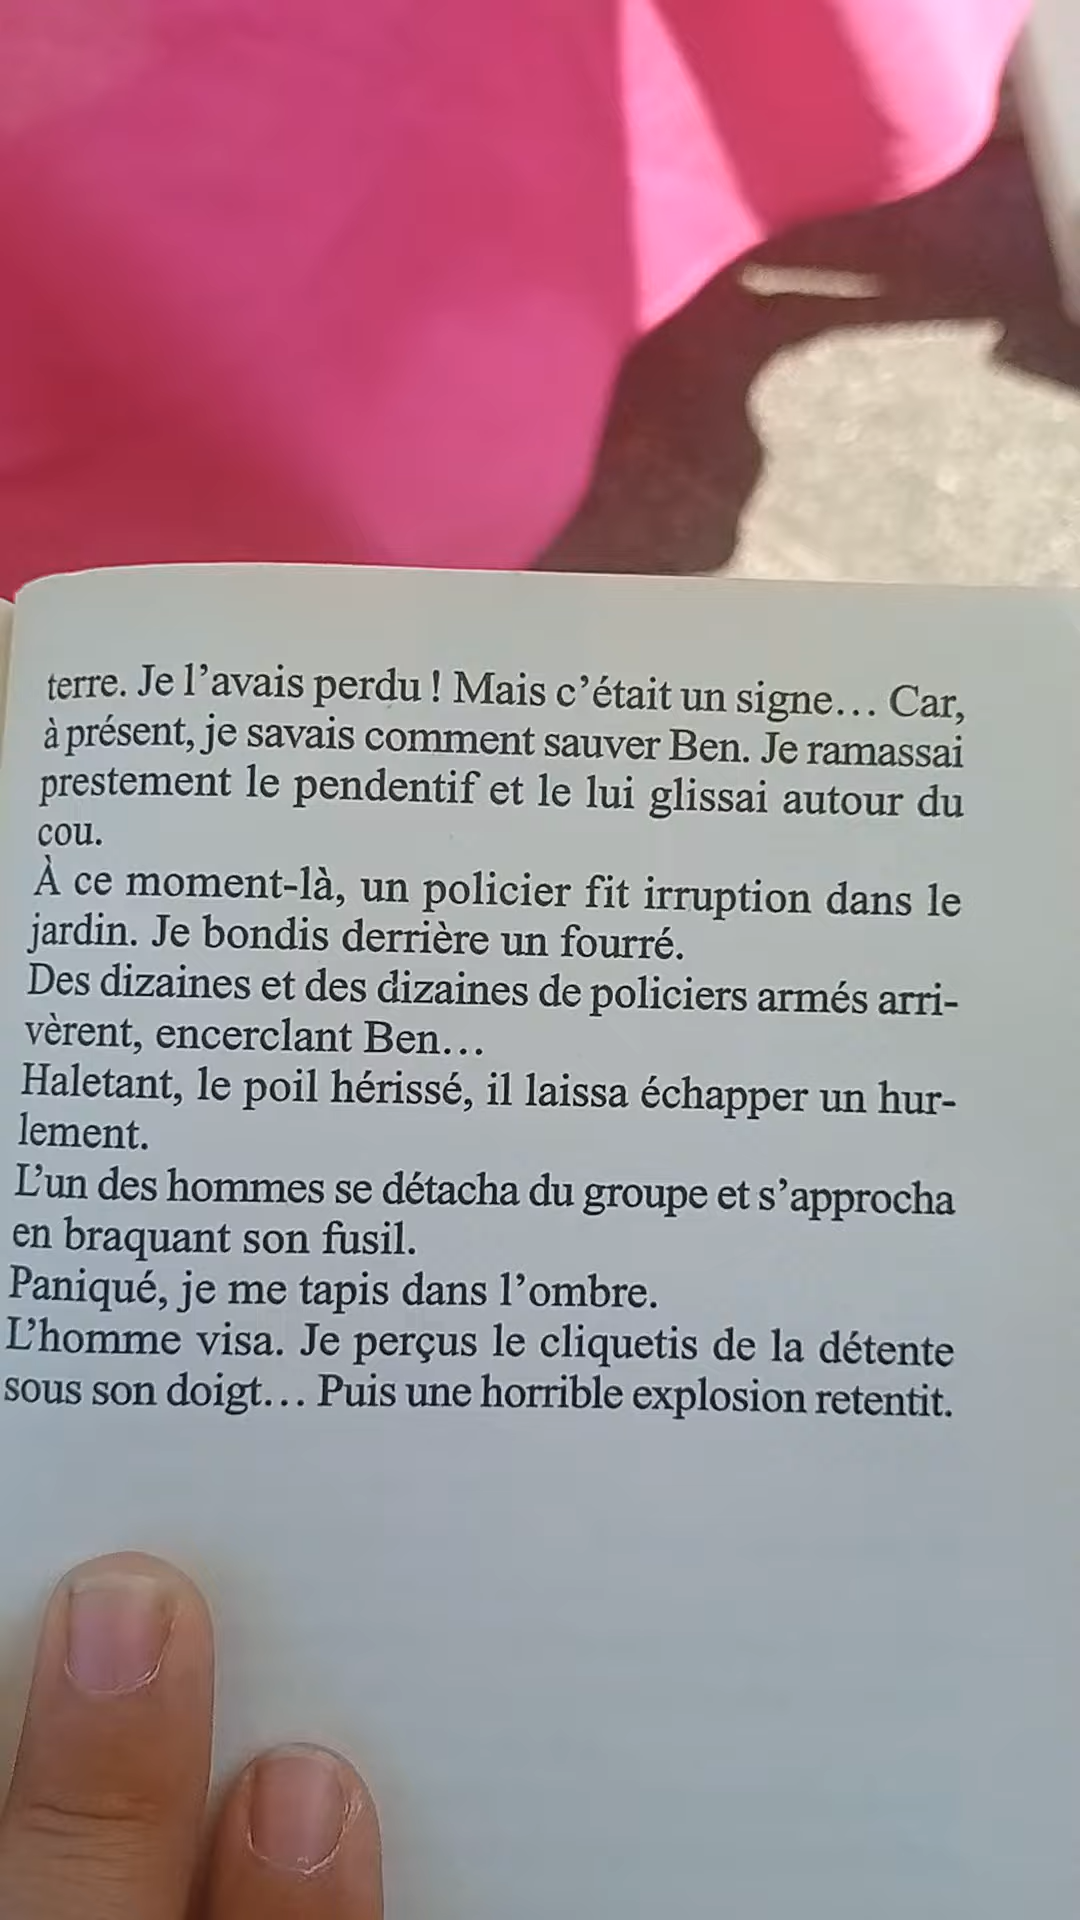 terre. Je l’avais perdu ! Mais c’était un signe… Car,
à présent, je savais comment sauver Ben. Je ramassai
prestement le pendentif et le lui glissai autour du
cou.
À ce moment-là, un policier fit irruption dans le
jardin. Je bondis derrière un fourré.
Des dizaines et des dizaines de policiers armés arri-
vèrent, encerclant Ben…
Haletant, le poil hérissé, il laissa échapper un hur-
lement.
L’un des hommes se détacha du groupe et s’approcha
en braquant son fusil.
Paniqué, je me tapis dans l’ombre.
L’homme visa. Je perçus le cliquetis de la détente
sous son doigt… Puis une horrible explosion retentit.